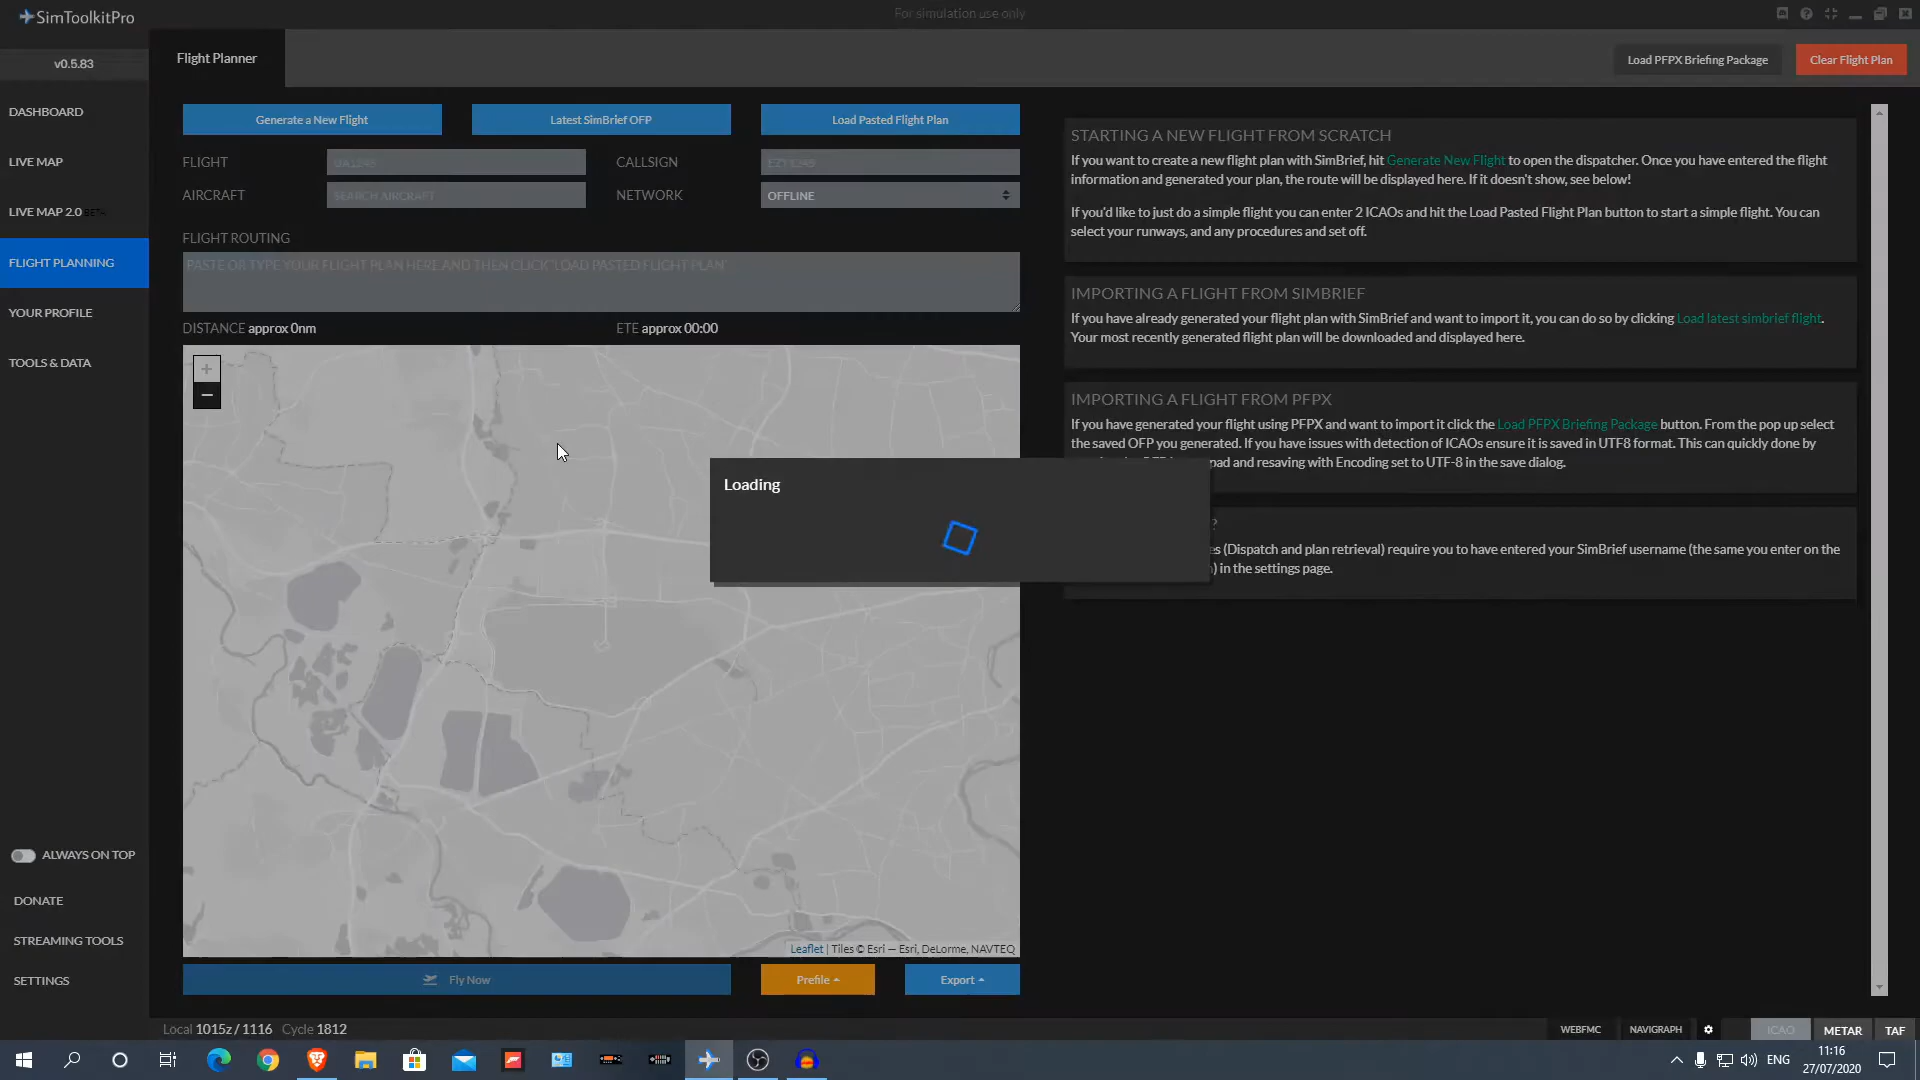 SimToolkitPro
For simulation use only
v0.5.83
Flight Planner
Load PFPX Briefing Package
Clear Flight Plan
DASHBOARD
LIVE MAP
LIVE MAP 2.0 BETA
FLIGHT PLANNING
YOUR PROFILE
TOOLS & DATA
ALWAYS ON TOP
DONATE
STREAMING TOOLS
SETTINGS
Generate a New Flight
Latest SimBrief OFP
Load Pasted Flight Plan
FLIGHT
CALLSIGN
AIRCRAFT SEARCH AIRCRAFT
NETWORK OFFLINE
FLIGHT ROUTING
PASTE OR TYPE YOUR FLIGHT PLAN HERE AND THEN CLICK 'LOAD PASTED FLIGHT PLAN'
DISTANCE approx 0nm
ETE approx 00:00
+
−
Loading
Leaflet | Tiles © Esri — Esri, DeLorme, NAVTEQ
Fly Now
Prefile
Export
STARTING A NEW FLIGHT FROM SCRATCH
If you want to create a new flight plan with SimBrief, hit Generate New Flight to open the dispatcher. Once you have entered the flight
information and generated your plan, the route will be displayed here. If it doesn't show, see below!
If you'd like to just do a simple flight you can enter 2 ICAOs and hit the Load Pasted Flight Plan button to start a simple flight. You can
select your runways, and any procedures and set off.
IMPORTING A FLIGHT FROM SIMBRIEF
If you have already generated your flight plan with SimBrief and want to import it, you can do so by clicking Load latest simbrief flight.
Your most recently generated flight plan will be downloaded and displayed here.
IMPORTING A FLIGHT FROM PFPX
If you have generated your flight using PFPX and want to import it click the Load PFPX Briefing Package button. From the pop up select
the saved OFP you generated. If you have issues with detection of ICAOs ensure it is saved in UTF8 format. This can quickly done by
pad and resaving with Encoding set to UTF-8 in the save dialog.
?
s (Dispatch and plan retrieval) require you to have entered your SimBrief username (the same you enter on the
) in the settings page.
Local 1015z / 1116 Cycle 1812
WEBFMC
NAVIGRAPH
ICAO
METAR
TAF
ENG
11:16
27/07/2020